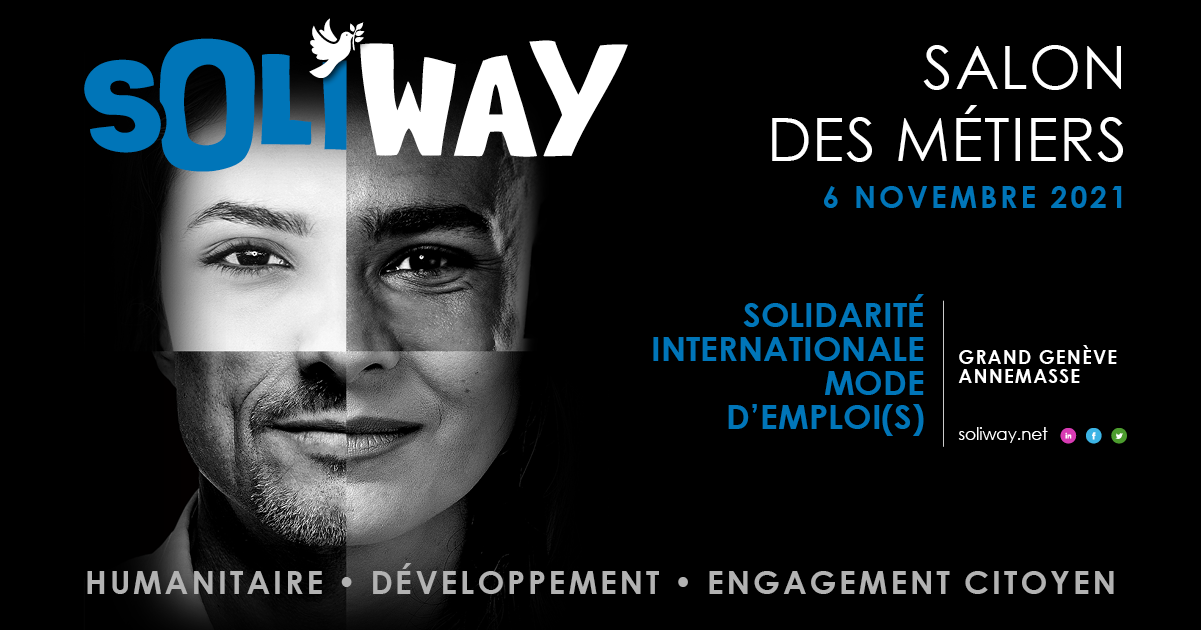 SOLIWAY
SALON
DES MÉTIERS
6 NOVEMBRE 2021
SOLIDARITÉ
INTERNATIONALE
MODE
D'EMPLOI(S)
GRAND GENÈVE
ANNEMASSE
soliway.net in f
HUMANITAIRE • DÉVELOPPEMENT • ENGAGEMENT CITOYEN